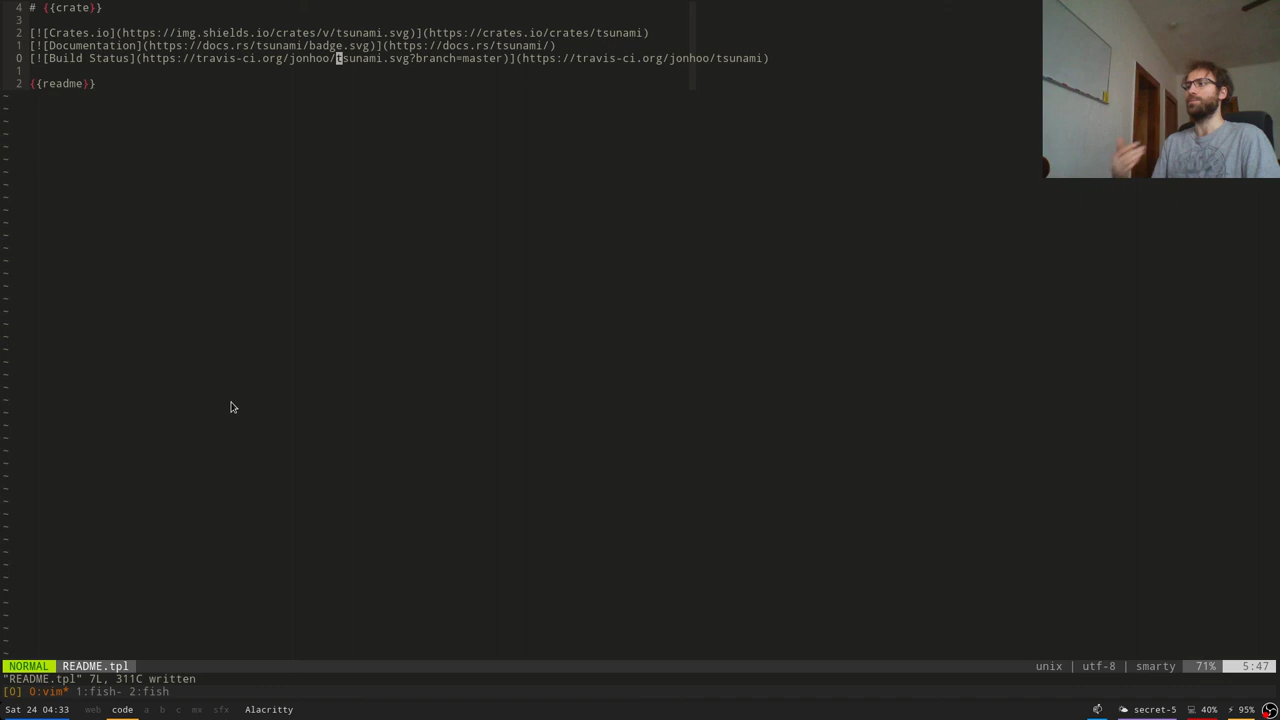 4 # {{crate}}
3
2 [![Crates.io](https://img.shields.io/crates/v/tsunami.svg)](https://crates.io/crates/tsunami)
1 [![Documentation](https://docs.rs/tsunami/badge.svg)](https://docs.rs/tsunami/)
0 [![Build Status](https://travis-ci.org/jonhoo/tsunami.svg?branch=master)](https://travis-ci.org/jonhoo/tsunami)
1
2 {{readme}}
NORMAL README.tpl unix | utf-8 | smarty 71% 5:47
"README.tpl" 7L, 311C written
[0] 0:vim* 1:fish- 2:fish
Sat 24 04:33 web code a b c mx sfx Alacritty secret-5 40% 95%